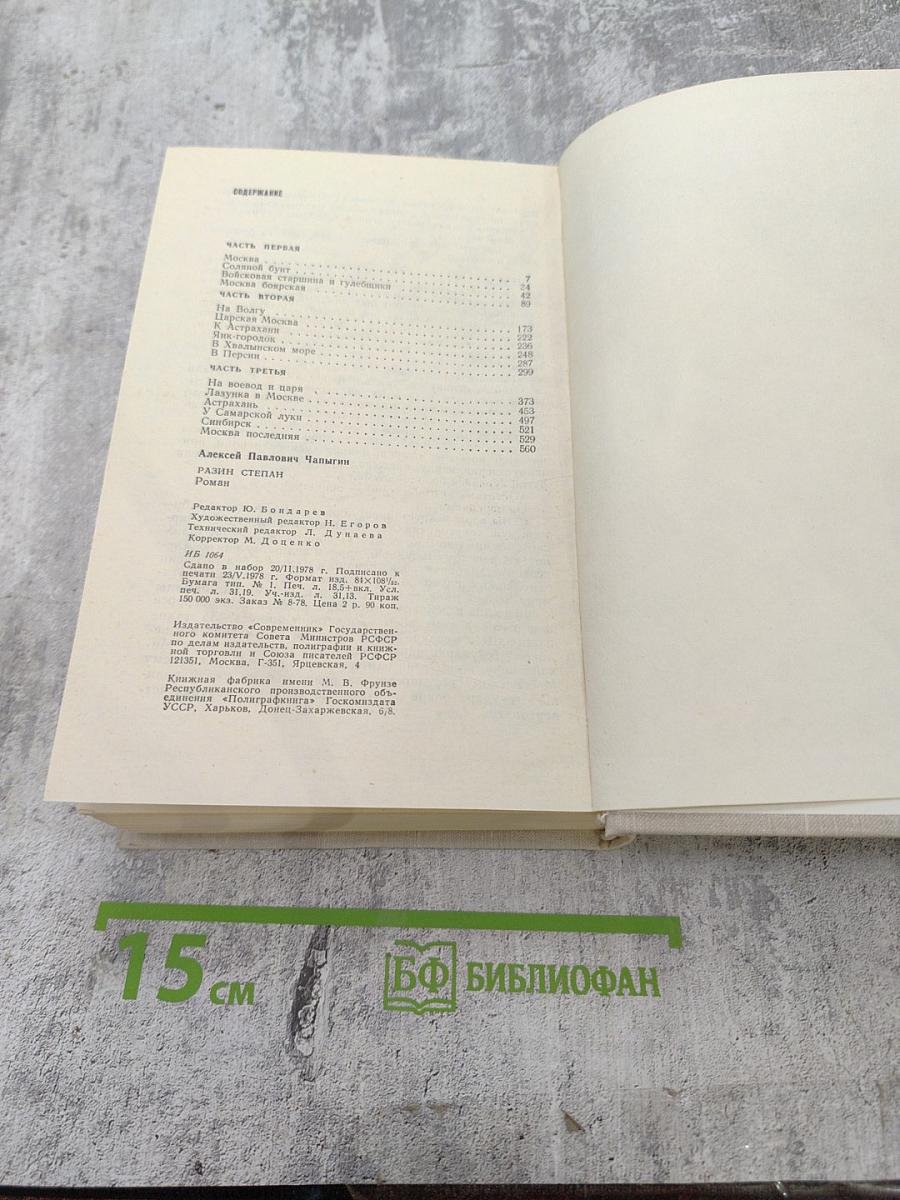 СОДЕРЖАНИЕ
ЧАСТЬ ПЕРВАЯ
Москва . . . . . . . . . . 7
Соляной бунт . . . . . . . . . . 24
Войсковая старшина и гулебщики . . . . . . . . . . 42
Москва боярская . . . . . . . . . . 89
ЧАСТЬ ВТОРАЯ
На Волгу . . . . . . . . . . 173
Царская Москва . . . . . . . . . . 222
К Астрахани . . . . . . . . . . 236
Яик-городок . . . . . . . . . . 248
В Хвалынском море . . . . . . . . . . 287
В Персии . . . . . . . . . . 299
ЧАСТЬ ТРЕТЬЯ
На воевод и царя . . . . . . . . . . 373
Лазунка в Москве . . . . . . . . . . 453
Астрахань . . . . . . . . . . 497
У Самарской луки . . . . . . . . . . 521
Синбирск . . . . . . . . . . 529
Москва последняя . . . . . . . . . . 560
Алексей Павлович Чапыгин
РАЗИН СТЕПАН
Роман
Редактор Ю. Бондарев
Художественный редактор Н. Егоров
Технический редактор Л. Дунаева
Корректор М. Доценко
ИБ 1064
Сдано в набор 20/II.1978 г. Подписано к
печати 23/V.1978 г. Формат изд. 84×108¹/₃₂.
Бумага тип. № 1. Печ. л. 18,5+вкл. Усл.
печ. л. 31,19. Уч.-изд. л. 31,13. Тираж
150 000 экз. Заказ № 8-78. Цена 2 р. 90 коп.
Издательство «Современник» Государствен-
ного комитета Совета Министров РСФСР
по делам издательств, полиграфии и книж-
ной торговли и Союза писателей РСФСР
121351, Москва, Г-351, Ярцевская, 4
Книжная фабрика имени М. В. Фрунзе
Республиканского производственного объ-
единения «Полиграфкнига» Госкомиздата
УССР, Харьков, Донец-Захаржевская, 6/8.
15 см
БФ БИБЛИОФАН